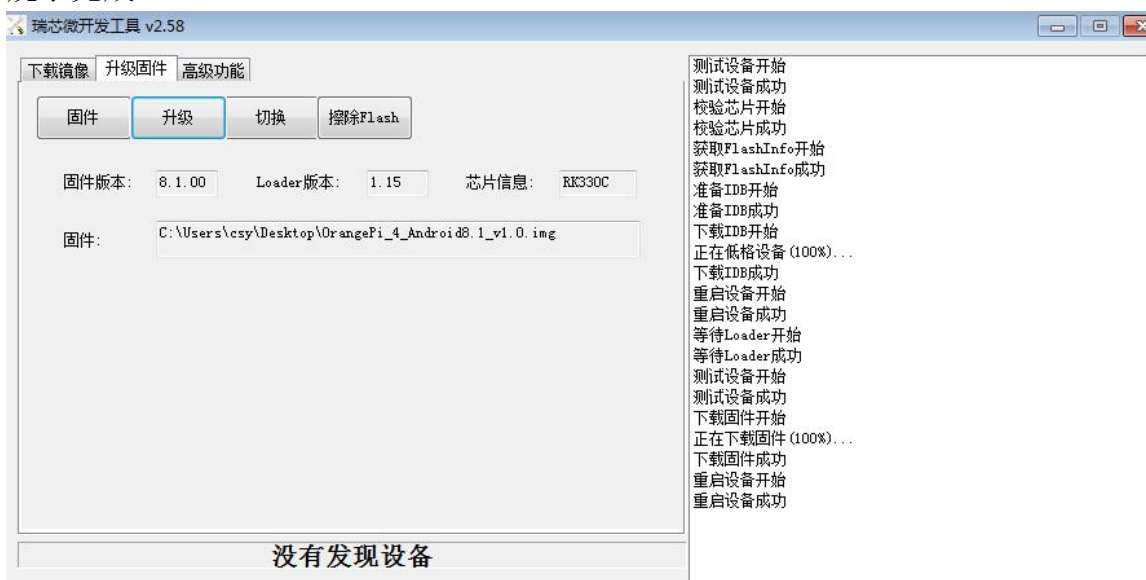 瑞芯微开发工具 v2.58
下载镜像 升级固件 高级功能
固件 升级 切换 擦除Flash
固件版本: 8.1.00 Loader版本: 1.15 芯片信息: RK330C
固件: C:\Users\csy\Desktop\OrangePi_4_Android8.1_v1.0.img
没有发现设备
测试设备开始
测试设备成功
校验芯片开始
校验芯片成功
获取FlashInfo开始
获取FlashInfo成功
准备IDB开始
准备IDB成功
下载IDB开始
正在低格设备(100%)...
下载IDB成功
重启设备开始
重启设备成功
等待Loader开始
等待Loader成功
测试设备开始
测试设备成功
下载固件开始
正在下载固件(100%)...
下载固件成功
重启设备开始
重启设备成功